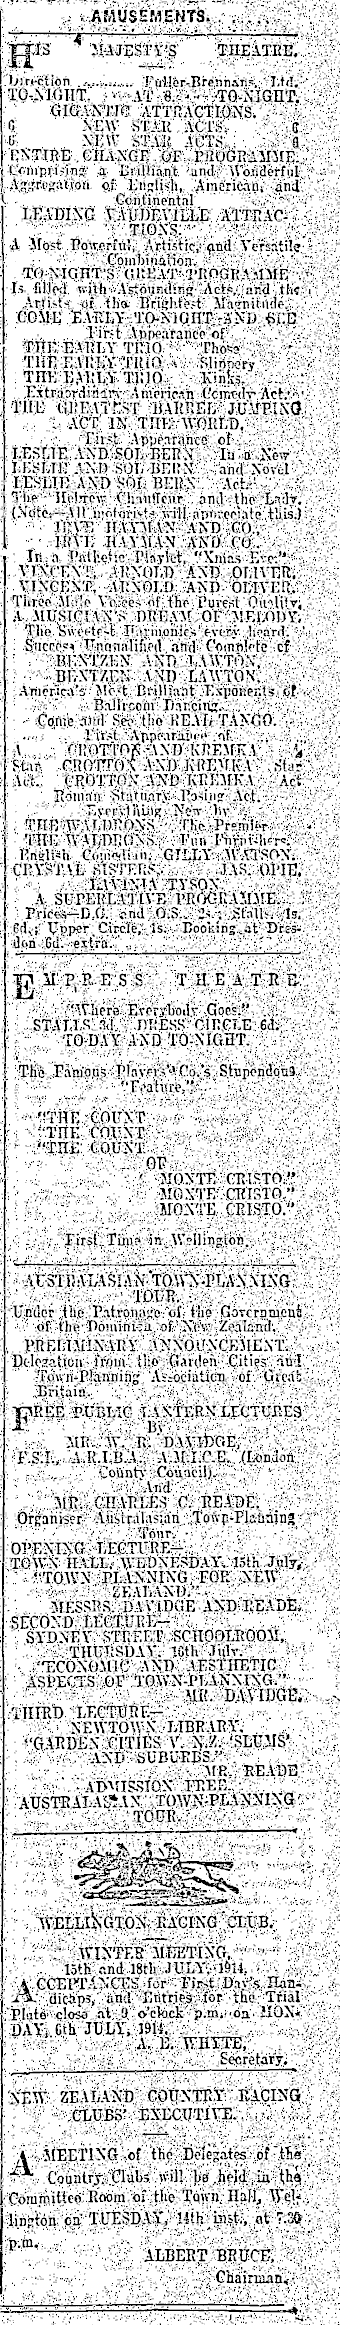 AMUSEMENTS.
HIS MAJESTY'S THEATRE.
Direction ........... Fuller-Brennans, Ltd.
TO-NIGHT. AT 8. TO-NIGHT.
GIGANTIC ATTRACTIONS.
6 NEW STAR ACTS. 6
6 NEW STAR ACTS. 6
ENTIRE CHANGE OF PROGRAMME.
Comprising a Brilliant and Wonderful
Aggregation of English, American, and
Continental
LEADING VAUDEVILLE ATTRAC-
TIONS.
A Most Powerful, Artistic, and Versatile
Combination.
TO-NIGHT'S GREAT PROGRAMME
Is filled with Astounding Acts, and the
Artists of the Brightest Magnitude.
COME EARLY TO-NIGHT AND SEE
First Appearance of
THE EARLY TRIO Those
THE EARLY TRIO Slippery
THE EARLY TRIO Kinks.
Extraordinary American Comedy Act.
THE GREATEST BARREL JUMPING
ACT IN THE WORLD.
First Appearance of
LESLIE AND SOL BERN In a New
LESLIE AND SOL BERN and Novel
LESLIE AND SOL BERN Act.
The Hebrew Chauffeur and the Lady.
(Note.—All motorists will appreciate this.)
IRVE HAYMAN AND CO.
IRVE HAYMAN AND CO.
In a Pathetic Playlet, "Xmas Eve."
VINCENT, ARNOLD AND OLIVER,
VINCENT, ARNOLD AND OLIVER,
Three Male Voices of the Purest Quality.
A MUSICIAN'S DREAM OF MELODY.
The Sweetest Harmonies every heard.
Success Unqualified and Complete of
BENTZEN AND LAWTON,
BENTZEN AND LAWTON,
America's Most Brilliant Exponents of
Ballroom Dancing.
Come and See the REAL TANGO.
First Appearance of
A CROTTON AND KREMKA A
Star CROTTON AND KREMKA Star
Act. CROTTON AND KREMKA Act
Roman Statuary Posing Act.
Everything New by
THE WALDRONS, The Premier
THE WALDRONS. Fun Furnishers.
English Comedian, GILLY WATSON.
CRYSTAL SISTERS, JAS. OPIE,
LAVINIA TYSON.
A SUPERLATIVE PROGRAMME.
Prices—D.C. and O.S., 2s.; Stalls, 1s.
6d.; Upper Circle, 1s. Booking at Dres-
don 6d. extra.
EMPRESS THEATRE
"Where Everybody Goes."
STALLS 3d. DRESS CIRCLE 6d.
TO-DAY AND TO-NIGHT.
The Famous Players' Co.'s Stupendous
"Feature,"
"THE COUNT
"THE COUNT
"THE COUNT
OF
MONTE CRISTO."
MONTE CRISTO."
MONTE CRISTO."
First Time in Wellington.
AUSTRALASIAN TOWN-PLANNING
TOUR.
Under the Patronage of the Government
of the Dominion of New Zealand.
PRELIMINARY ANNOUNCEMENT.
Delegation from the Garden Cities and
Town-Planning Association of Great
Britain.
FREE PUBLIC LANTERN LECTURES
By
MR. W. R. DAVIDGE,
F.S.I., A.R.I.B.A., A.M.I.C.E. (London
County Council).
And
MR. CHARLES C. READE,
Organiser Australasian Town-Planning
Tour.
OPENING LECTURE—
TOWN HALL, WEDNESDAY, 15th July,
"TOWN PLANNING FOR NEW
ZEALAND."
MESSRS. DAVIDGE AND READE.
SECOND LECTURE—
SYDNEY STREET SCHOOLROOM,
THURSDAY, 16th July.
"ECONOMIC AND AESTHETIC
ASPECTS OF TOWN-PLANNING."
MR. DAVIDGE.
THIRD LECTURE—
NEWTOWN LIBRARY.
"GARDEN CITIES V. N.Z. 'SLUMS'
AND SUBURBS."
MR. READE
ADMISSION FREE.
AUSTRALASIAN TOWN-PLANNING
TOUR.
WELLINGTON RACING CLUB.
WINTER MEETING,
15th and 18th JULY, 1914.
ACCEPTANCES for First Day's Han-
dicaps, and Entries for the Trial
Plate close at 9 o'clock p.m. on MON-
DAY, 6th JULY, 1914.
A. E. WHYTE,
Secretary.
NEW ZEALAND COUNTRY RACING
CLUBS' EXECUTIVE.
A MEETING of the Delegates of the
Country Clubs will be held in the
Committee Room of the Town Hall, Wel-
lington on TUESDAY, 14th inst., at 7.30
p.m.
ALBERT BRUCE,
Chairman.